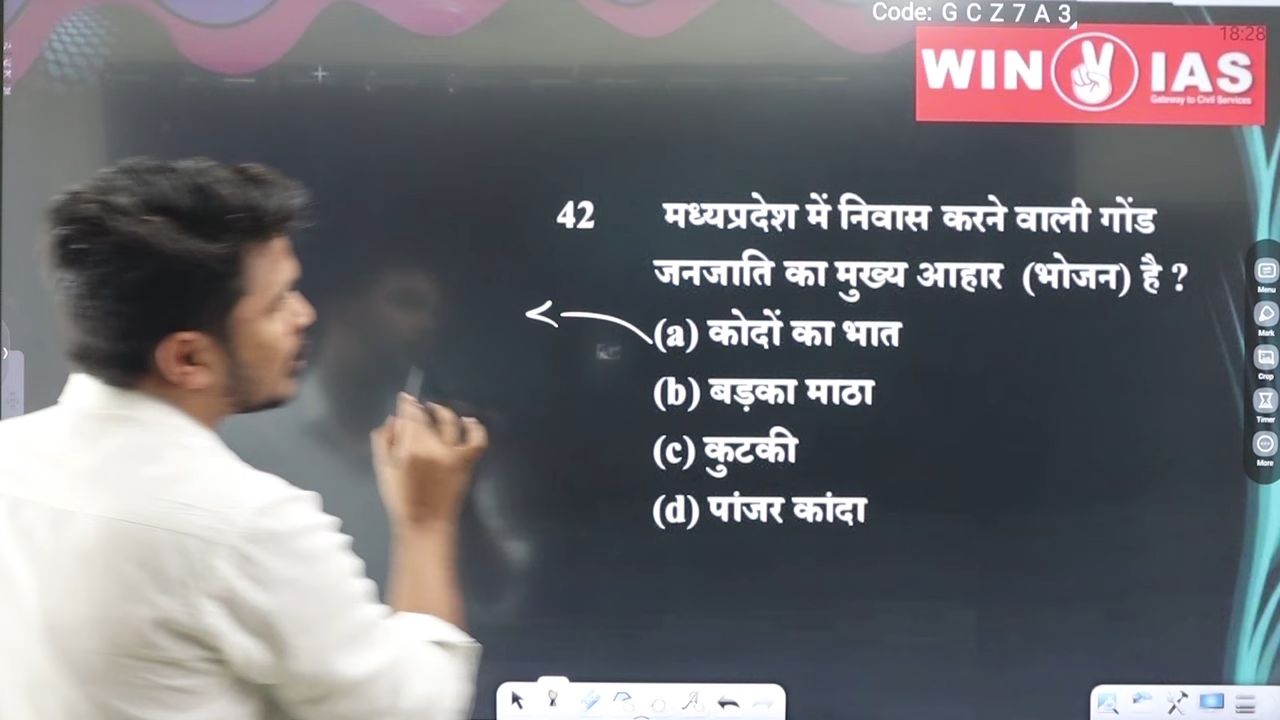 Code: G C Z 7 A 3
18:28
WIN IAS
Gateway to Civil Services
42 मध्यप्रदेश में निवास करने वाली गोंड
जनजाति का मुख्य आहार (भोजन) है ?
(a) कोदों का भात
(b) बड़का माठा
(c) कुटकी
(d) पांजर कांदा
Menu
Mark
Crop
Timer
More